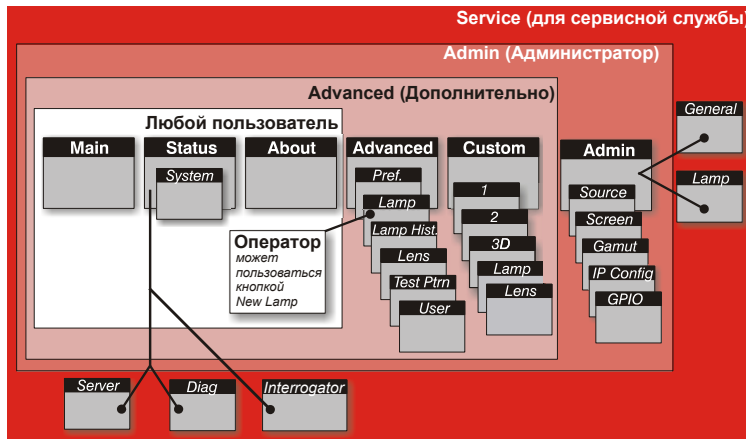 Service (для сервисной службы)
Admin (Администратор)
Advanced (Дополнительно)
Любой пользователь
Main
Status
About
Advanced
Custom
Admin
General
System
Pref.
Lamp
Lamp Hist.
Lens
Test Ptrn
User
1
2
3D
Lamp
Lens
Source
Screen
Gamut
IP Config
GPIO
Lamp
Оператор
может
пользоваться
кнопкой
New Lamp
Server
Diag
Interrogator